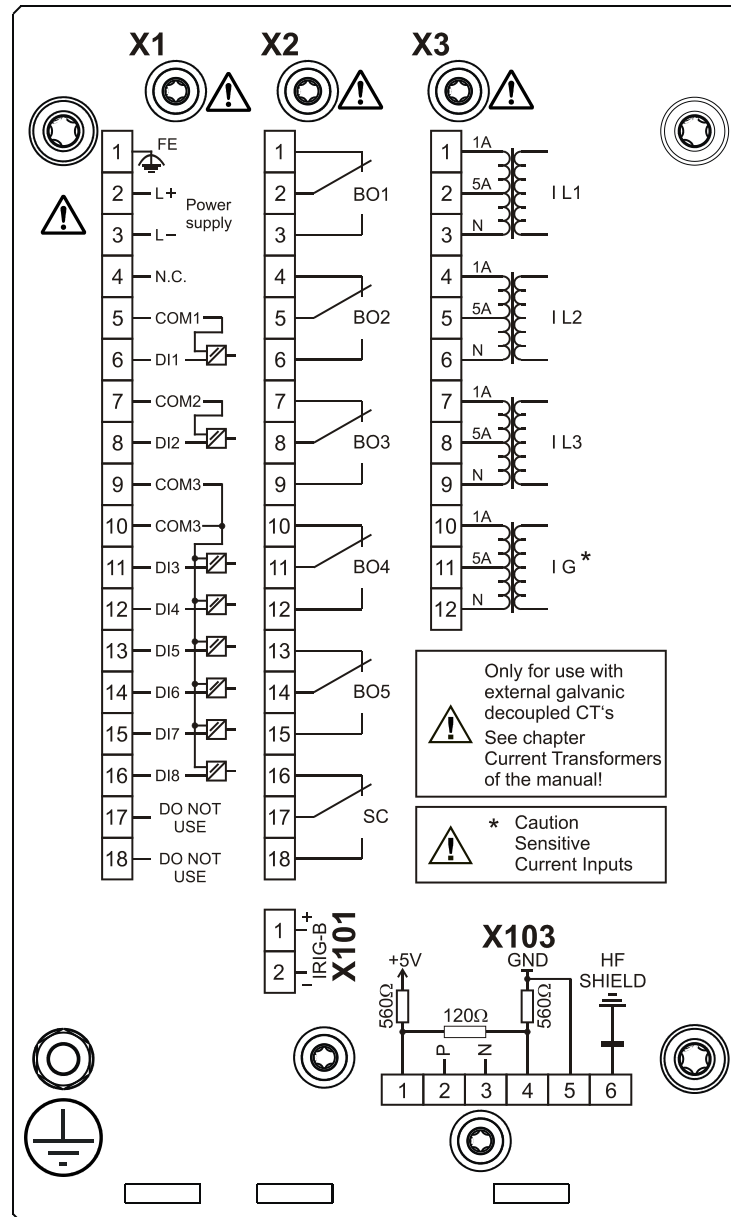 X1
X2
X3
1 FE
2 L+ Power
supply
3 L−
4 N.C.
5 COM1
6 DI1
7 COM2
8 DI2
9 COM3
10 COM3
11 DI3
12 DI4
13 DI5
14 DI6
15 DI7
16 DI8
17 DO NOT
USE
18 DO NOT
USE
1
2 BO1
3
4
5 BO2
6
7
8 BO3
9
10
11 BO4
12
13
14 BO5
15
16
17 SC
18
1 1A
2 5A I L1
3 N
4 1A
5 5A I L2
6 N
7 1A
8 5A I L3
9 N
10 1A
11 5A I G *
12 N
Only for use with
external galvanic
decoupled CT‘s
See chapter
Current Transformers
of the manual!
* Caution
Sensitive
Current Inputs
1 +
2 −
IRIG-B
X101
X103
+5V
GND
HF
SHIELD
560Ω
120Ω
560Ω
P
N
1 2 3 4 5 6